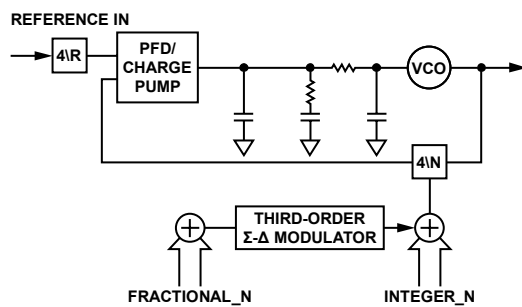 REFERENCE IN
4\R
PFD/
CHARGE
PUMP
VCO
4\N
THIRD-ORDER
Σ-Δ MODULATOR
FRACTIONAL_N
INTEGER_N